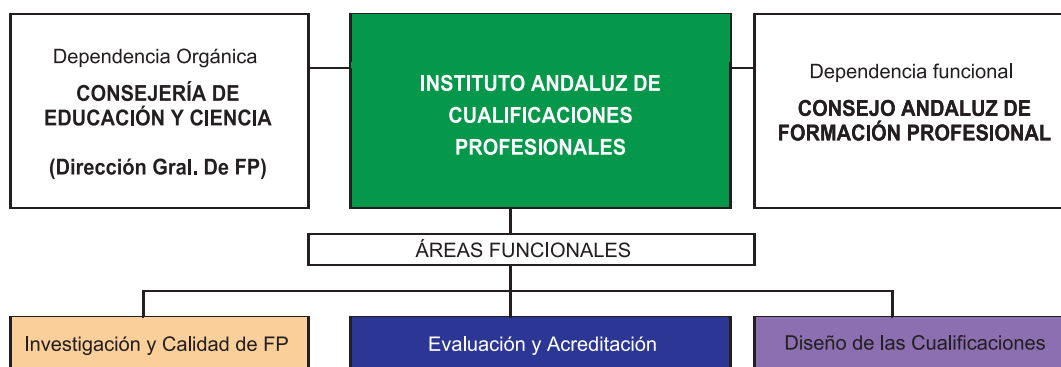 Dependencia Orgánica
CONSEJERÍA DE
EDUCACIÓN Y CIENCIA
(Dirección Gral. De FP)
INSTITUTO ANDALUZ DE
CUALIFICACIONES
PROFESIONALES
Dependencia funcional
CONSEJO ANDALUZ DE
FORMACIÓN PROFESIONAL
ÁREAS FUNCIONALES
Investigación y Calidad de FP
Evaluación y Acreditación
Diseño de las Cualificaciones